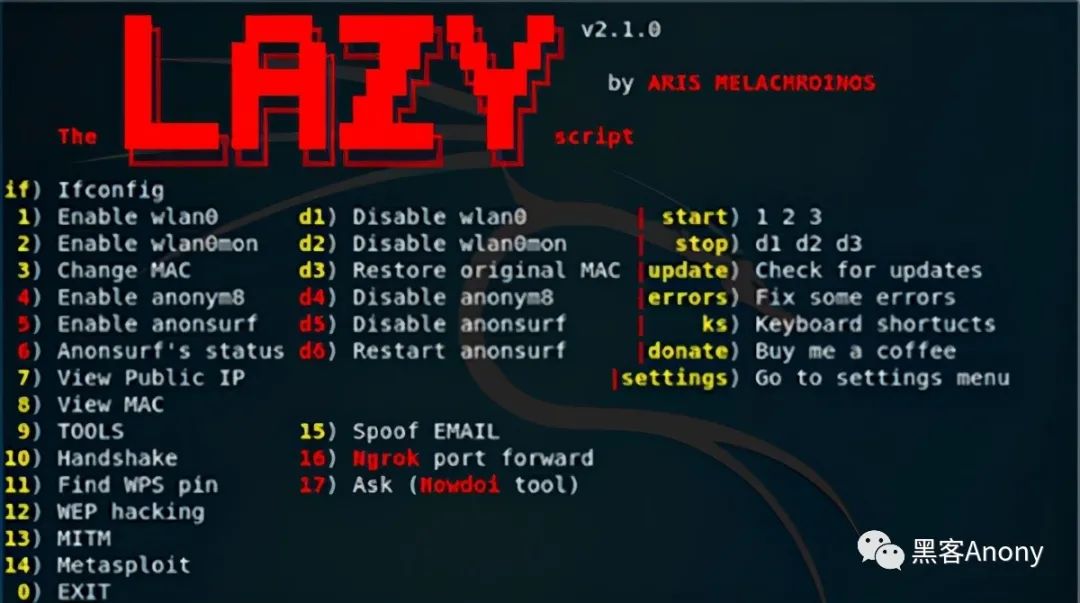 LAZY v2.1.0
by ARIS MELACHROINOS
The script
if) Ifconfig
1) Enable wlan0 d1) Disable wlan0 | start) 1 2 3
2) Enable wlan0mon d2) Disable wlan0mon | stop) d1 d2 d3
3) Change MAC d3) Restore original MAC |update) Check for updates
4) Enable anonym8 d4) Disable anonym8 |errors) Fix some errors
5) Enable anonsurf d5) Disable anonsurf | ks) Keyboard shortucts
6) Anonsurf's status d6) Restart anonsurf |donate) Buy me a coffee
7) View Public IP |settings) Go to settings menu
8) View MAC
9) TOOLS 15) Spoof EMAIL
10) Handshake 16) Ngrok port forward
11) Find WPS pin 17) Ask (Howdoi tool)
12) WEP hacking
13) MITM
14) Metasploit
0) EXIT
黑客Anony